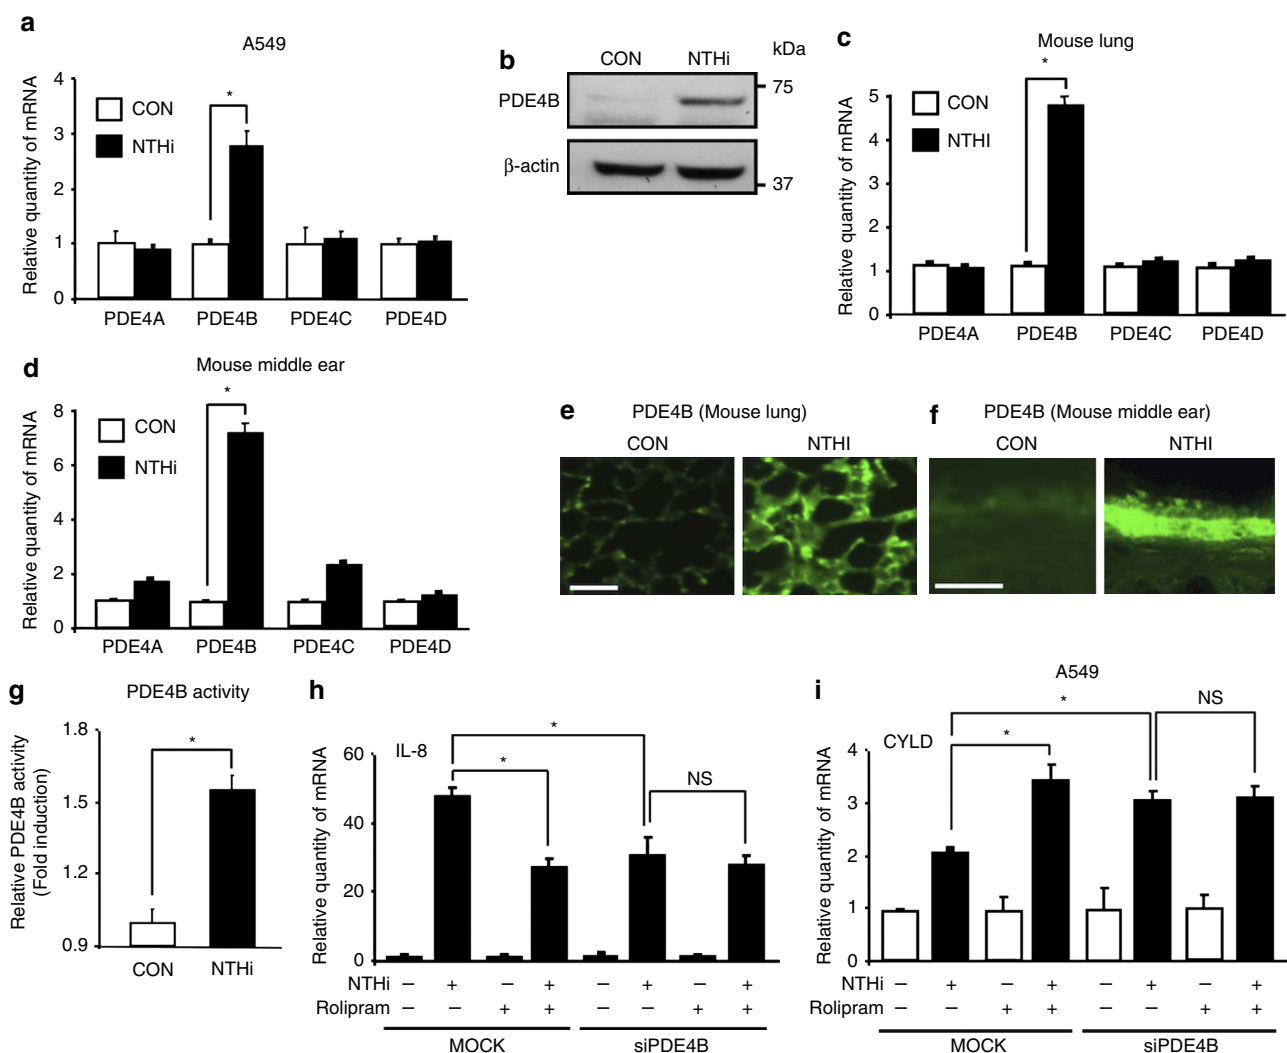 a
A549
Relative quantity of mRNA
4
3
2
1
0
CON
NTHi
*
PDE4A PDE4B PDE4C PDE4D
b
CON NTHi kDa
PDE4B
75
β-actin
37
c
Mouse lung
Relative quantity of mRNA
5
4
3
2
1
0
CON
NTHI
*
PDE4A PDE4B PDE4C PDE4D
d
Mouse middle ear
Relative quantity of mRNA
8
6
4
2
0
CON
NTHi
*
PDE4A PDE4B PDE4C PDE4D
e
PDE4B (Mouse lung)
CON NTHI
f
PDE4B (Mouse middle ear)
CON NTHI
g
PDE4B activity
Relative PDE4B activity
(Fold induction)
1.8
1.5
1.2
0.9
*
CON NTHi
h
IL-8
Relative quantity of mRNA
60
40
20
0
*
*
NS
NTHi – + – + – + – +
Rolipram – – + + – – + +
MOCK siPDE4B
i
A549
CYLD
Relative quantity of mRNA
4
3
2
1
0
*
*
NS
NTHi – + – + – + – +
Rolipram – – + + – – + +
MOCK siPDE4B